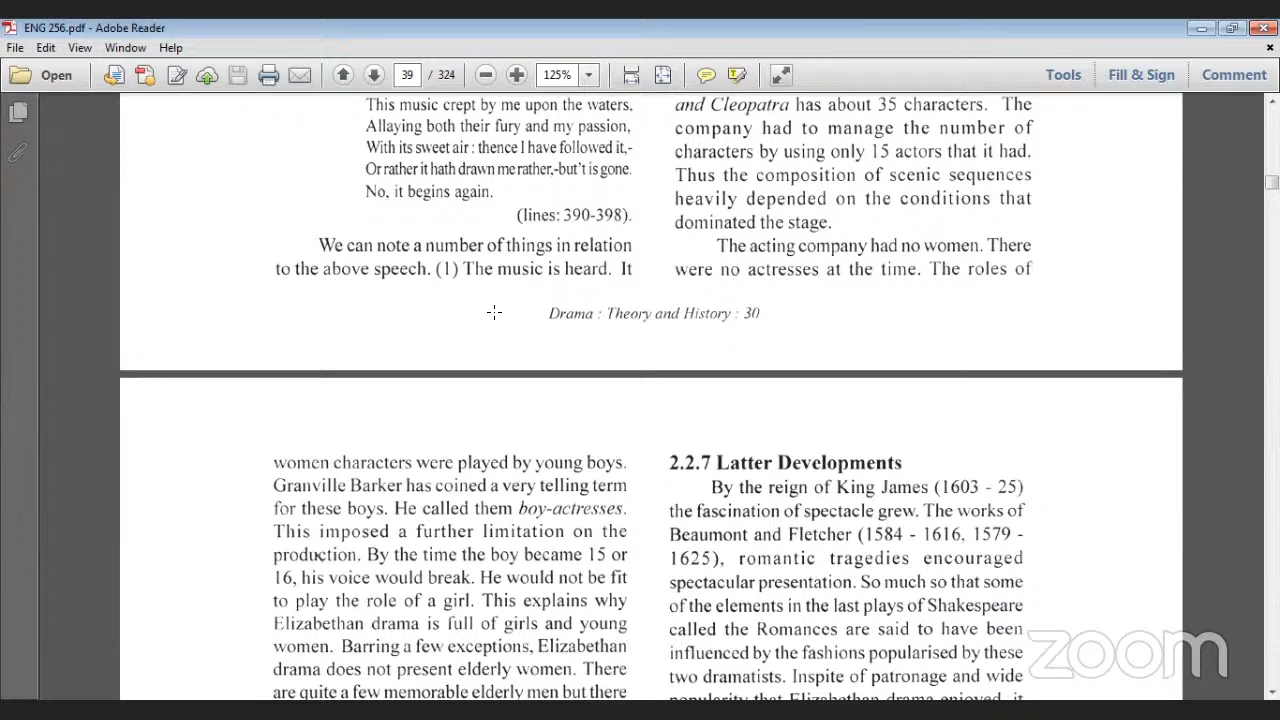 ENG 256.pdf - Adobe Reader
File Edit View Window Help
Open 39 / 324 125% Tools Fill & Sign Comment
This music crept by me upon the waters,
Allaying both their fury and my passion,
With its sweet air : thence I have followed it,-
Or rather it hath drawn me rather,-but't is gone.
No, it begins again.
(lines: 390-398).
We can note a number of things in relation
to the above speech. (1) The music is heard. It
and Cleopatra has about 35 characters. The
company had to manage the number of
characters by using only 15 actors that it had.
Thus the composition of scenic sequences
heavily depended on the conditions that
dominated the stage.
The acting company had no women. There
were no actresses at the time. The roles of
Drama : Theory and History : 30
women characters were played by young boys.
Granville Barker has coined a very telling term
for these boys. He called them boy-actresses.
This imposed a further limitation on the
production. By the time the boy became 15 or
16, his voice would break. He would not be fit
to play the role of a girl. This explains why
Elizabethan drama is full of girls and young
women. Barring a few exceptions, Elizabethan
drama does not present elderly women. There
are quite a few memorable elderly men but there
2.2.7 Latter Developments
By the reign of King James (1603 - 25)
the fascination of spectacle grew. The works of
Beaumont and Fletcher (1584 - 1616, 1579 -
1625), romantic tragedies encouraged
spectacular presentation. So much so that some
of the elements in the last plays of Shakespeare
called the Romances are said to have been
influenced by the fashions popularised by these
two dramatists. Inspite of patronage and wide
popularity that Elizabethan drama enjoyed, it
zoom